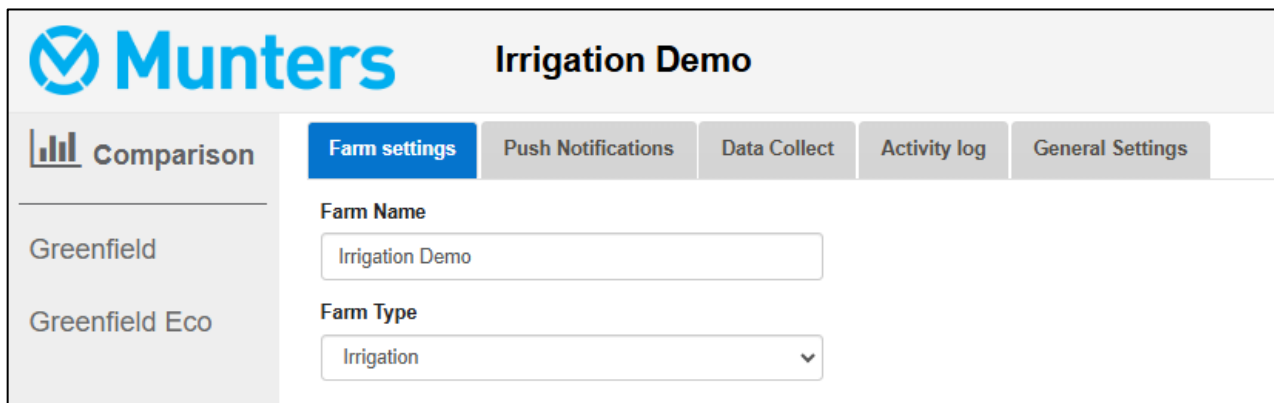 Munters Irrigation Demo
Comparison
Farm settings Push Notifications Data Collect Activity log General Settings
Farm Name
Irrigation Demo
Farm Type
Irrigation
Greenfield
Greenfield Eco